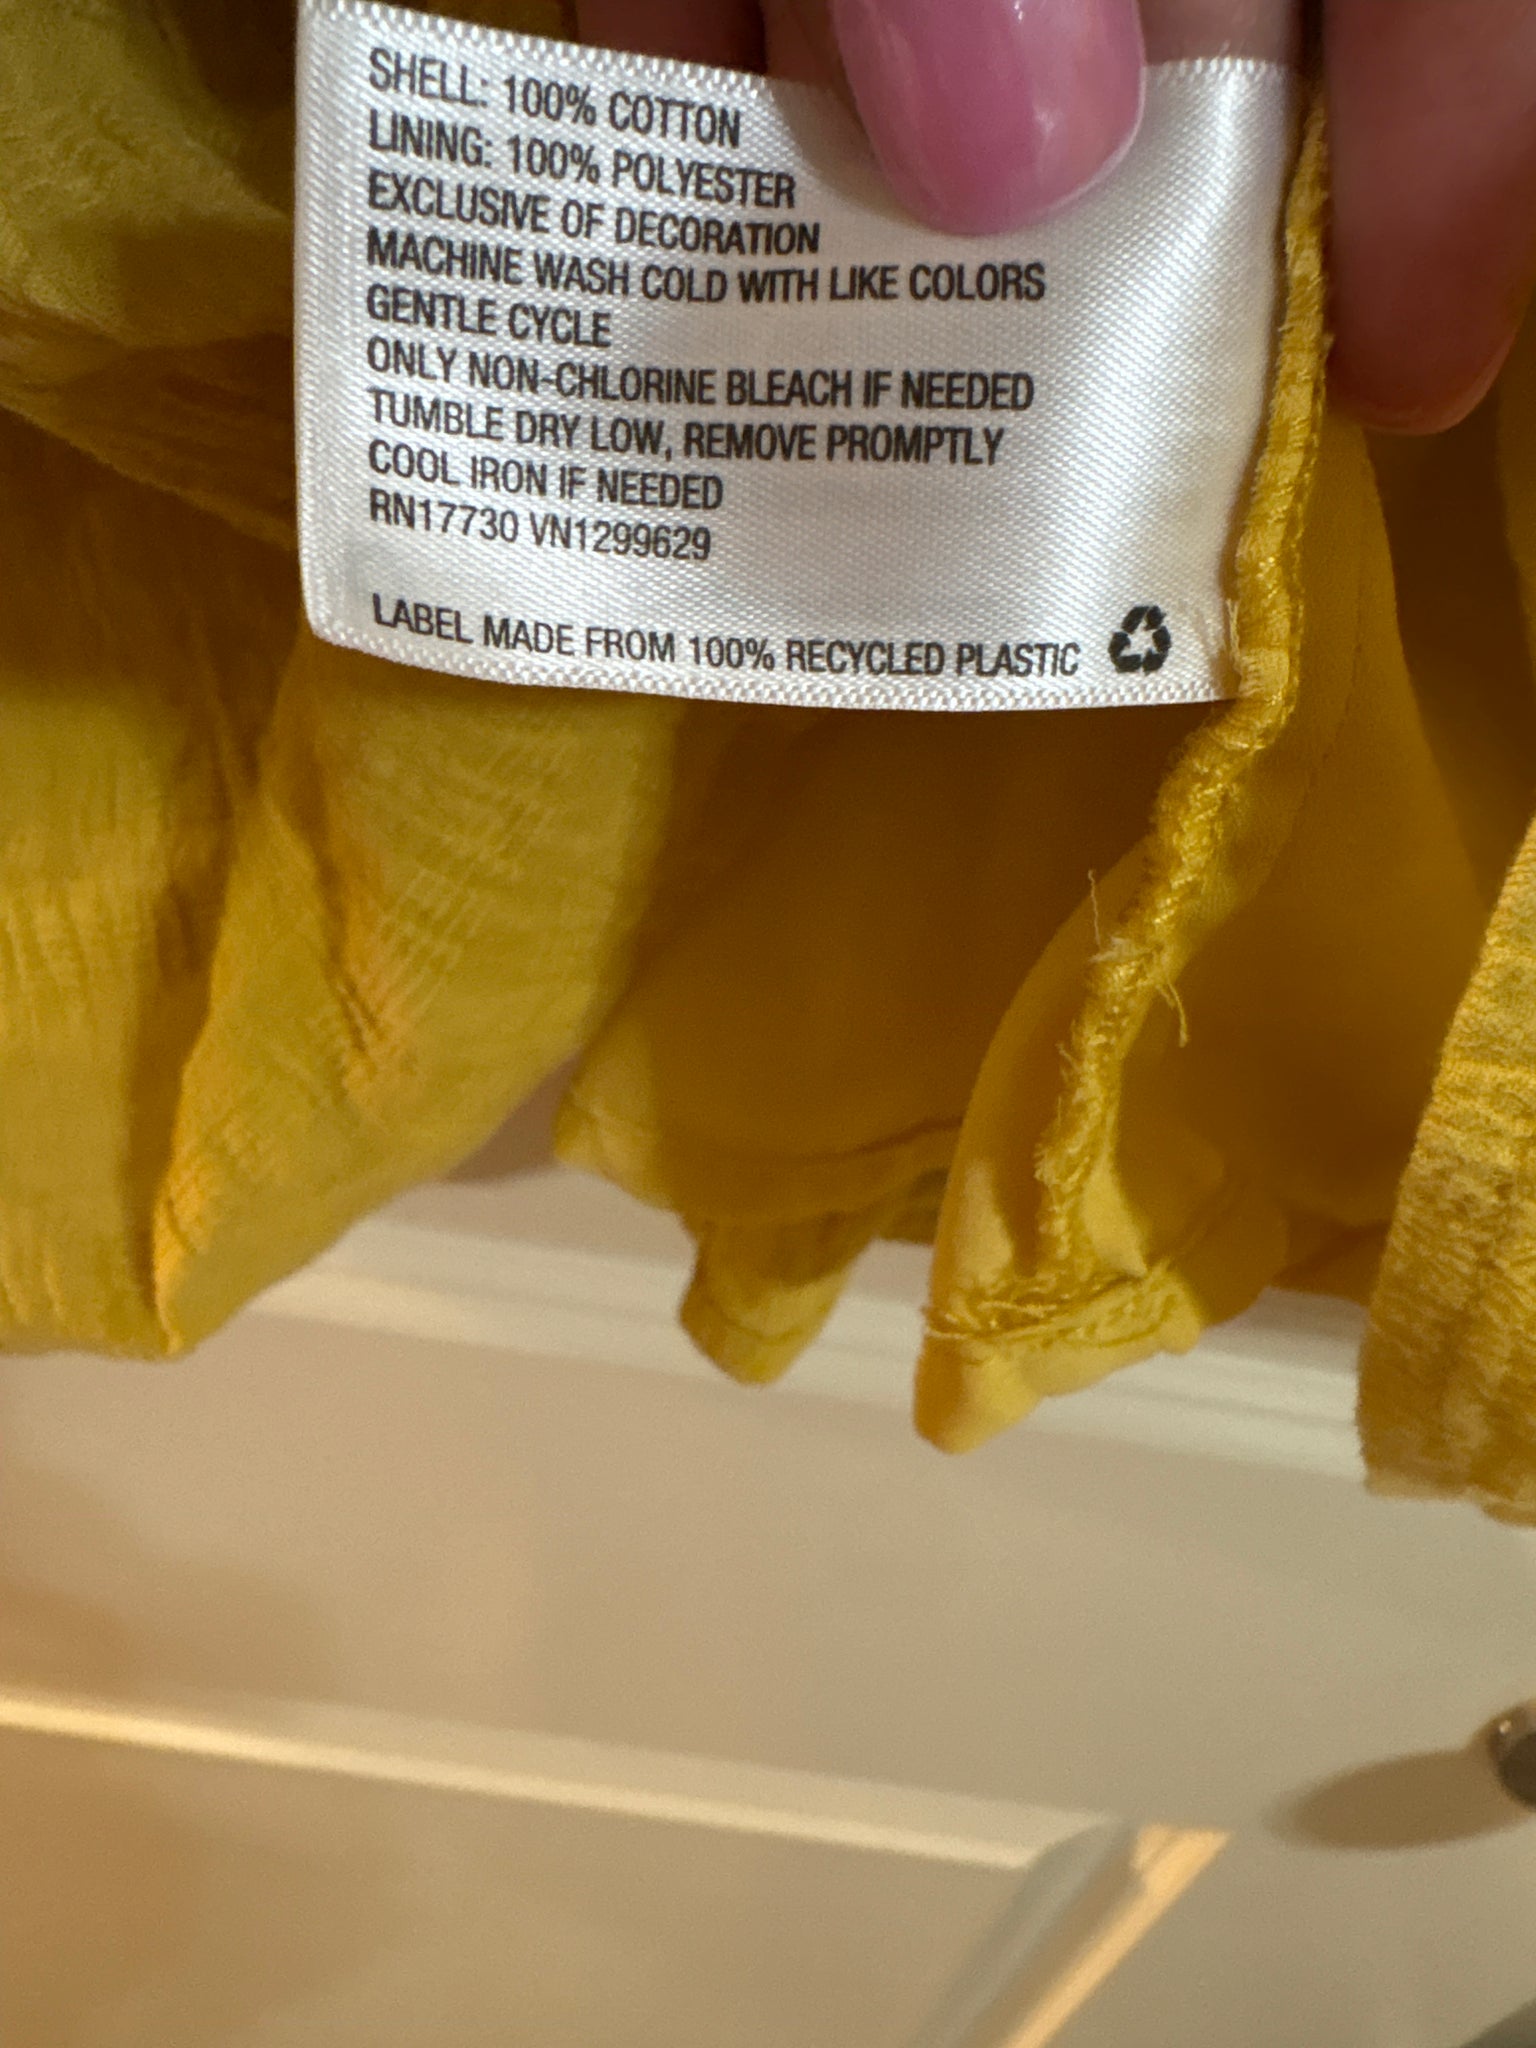 SHELL: 100% COTTON
LINING: 100% POLYESTER
EXCLUSIVE OF DECORATION
MACHINE WASH COLD WITH LIKE COLORS
GENTLE CYCLE
ONLY NON-CHLORINE BLEACH IF NEEDED
TUMBLE DRY LOW, REMOVE PROMPTLY
COOL IRON IF NEEDED
RN17730 VN1299629
LABEL MADE FROM 100% RECYCLED PLASTIC